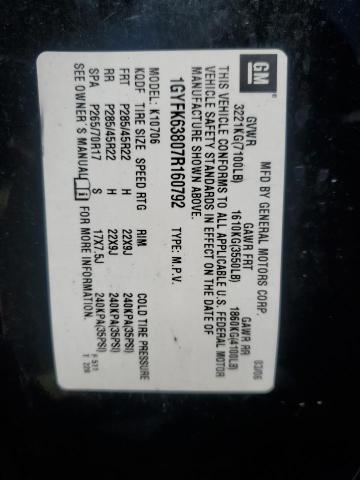 GM
MFD BY GENERAL MOTORS CORP.
03/06
GVWR GAWR FRT GAWR RR
3221KG(7100LB) 1610KG(3550LB) 1860KG(4100LB)
THIS VEHICLE CONFORMS TO ALL APPLICABLE U.S. FEDERAL MOTOR
VEHICLE SAFETY STANDARDS IN EFFECT ON THE DATE OF
MANUFACTURE SHOWN ABOVE.
1GYFK63807R160792 TYPE: M.P.V.
MODEL: K10706
TIRE SIZE SPEED RTG RIM COLD TIRE PRESSURE
FRT P285/45R22 H 22X9J 240KPA(35PSI)
RR P285/45R22 H 22X9J 240KPA(35PSI)
SPA P265/70R17 S 17X7.5J 240KPA(35PSI)
SEE OWNER'S MANUAL FOR MORE INFORMATION.